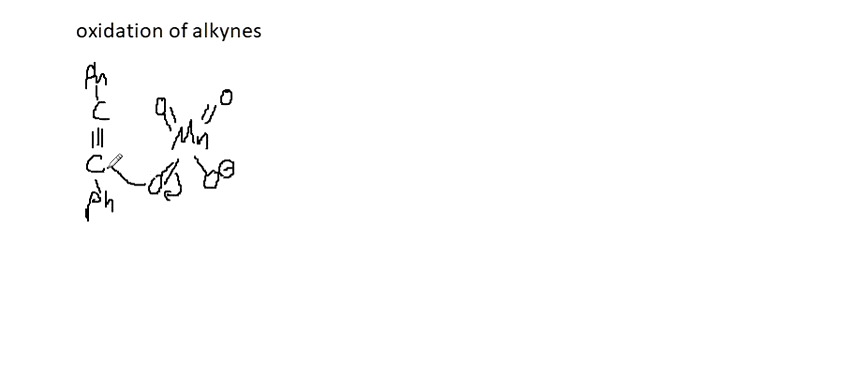 oxidation of alkynes
Ph
C
O O
Mn
C
O O⊖
Ph